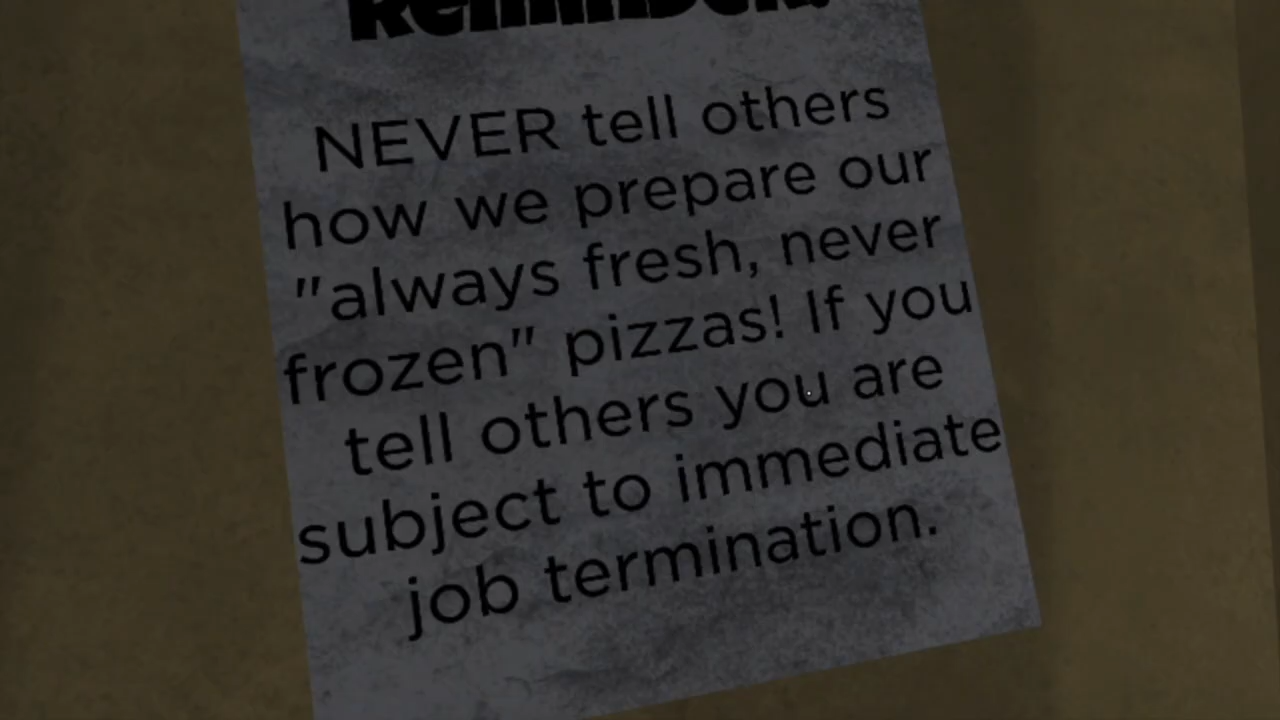 Reminder!
NEVER tell others
how we prepare our
"always fresh, never
frozen" pizzas! If you
tell others you are
subject to immediate
job termination.